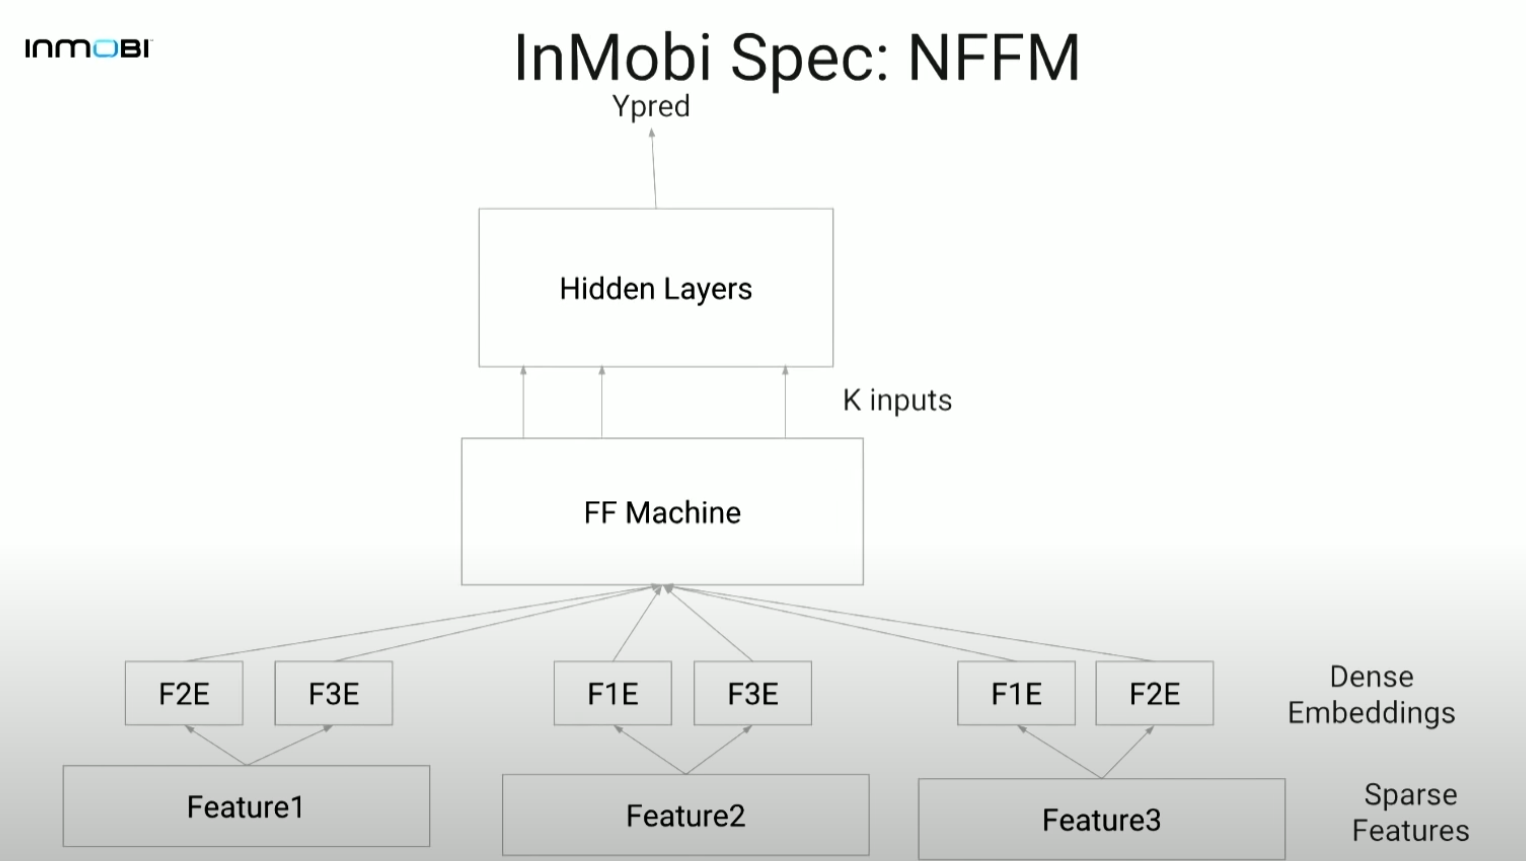 INMOBI
InMobi Spec: NFFM
Ypred
Hidden Layers
K inputs
FF Machine
F2E
F3E
F1E
F3E
F1E
F2E
Dense
Embeddings
Feature1
Feature2
Feature3
Sparse
Features